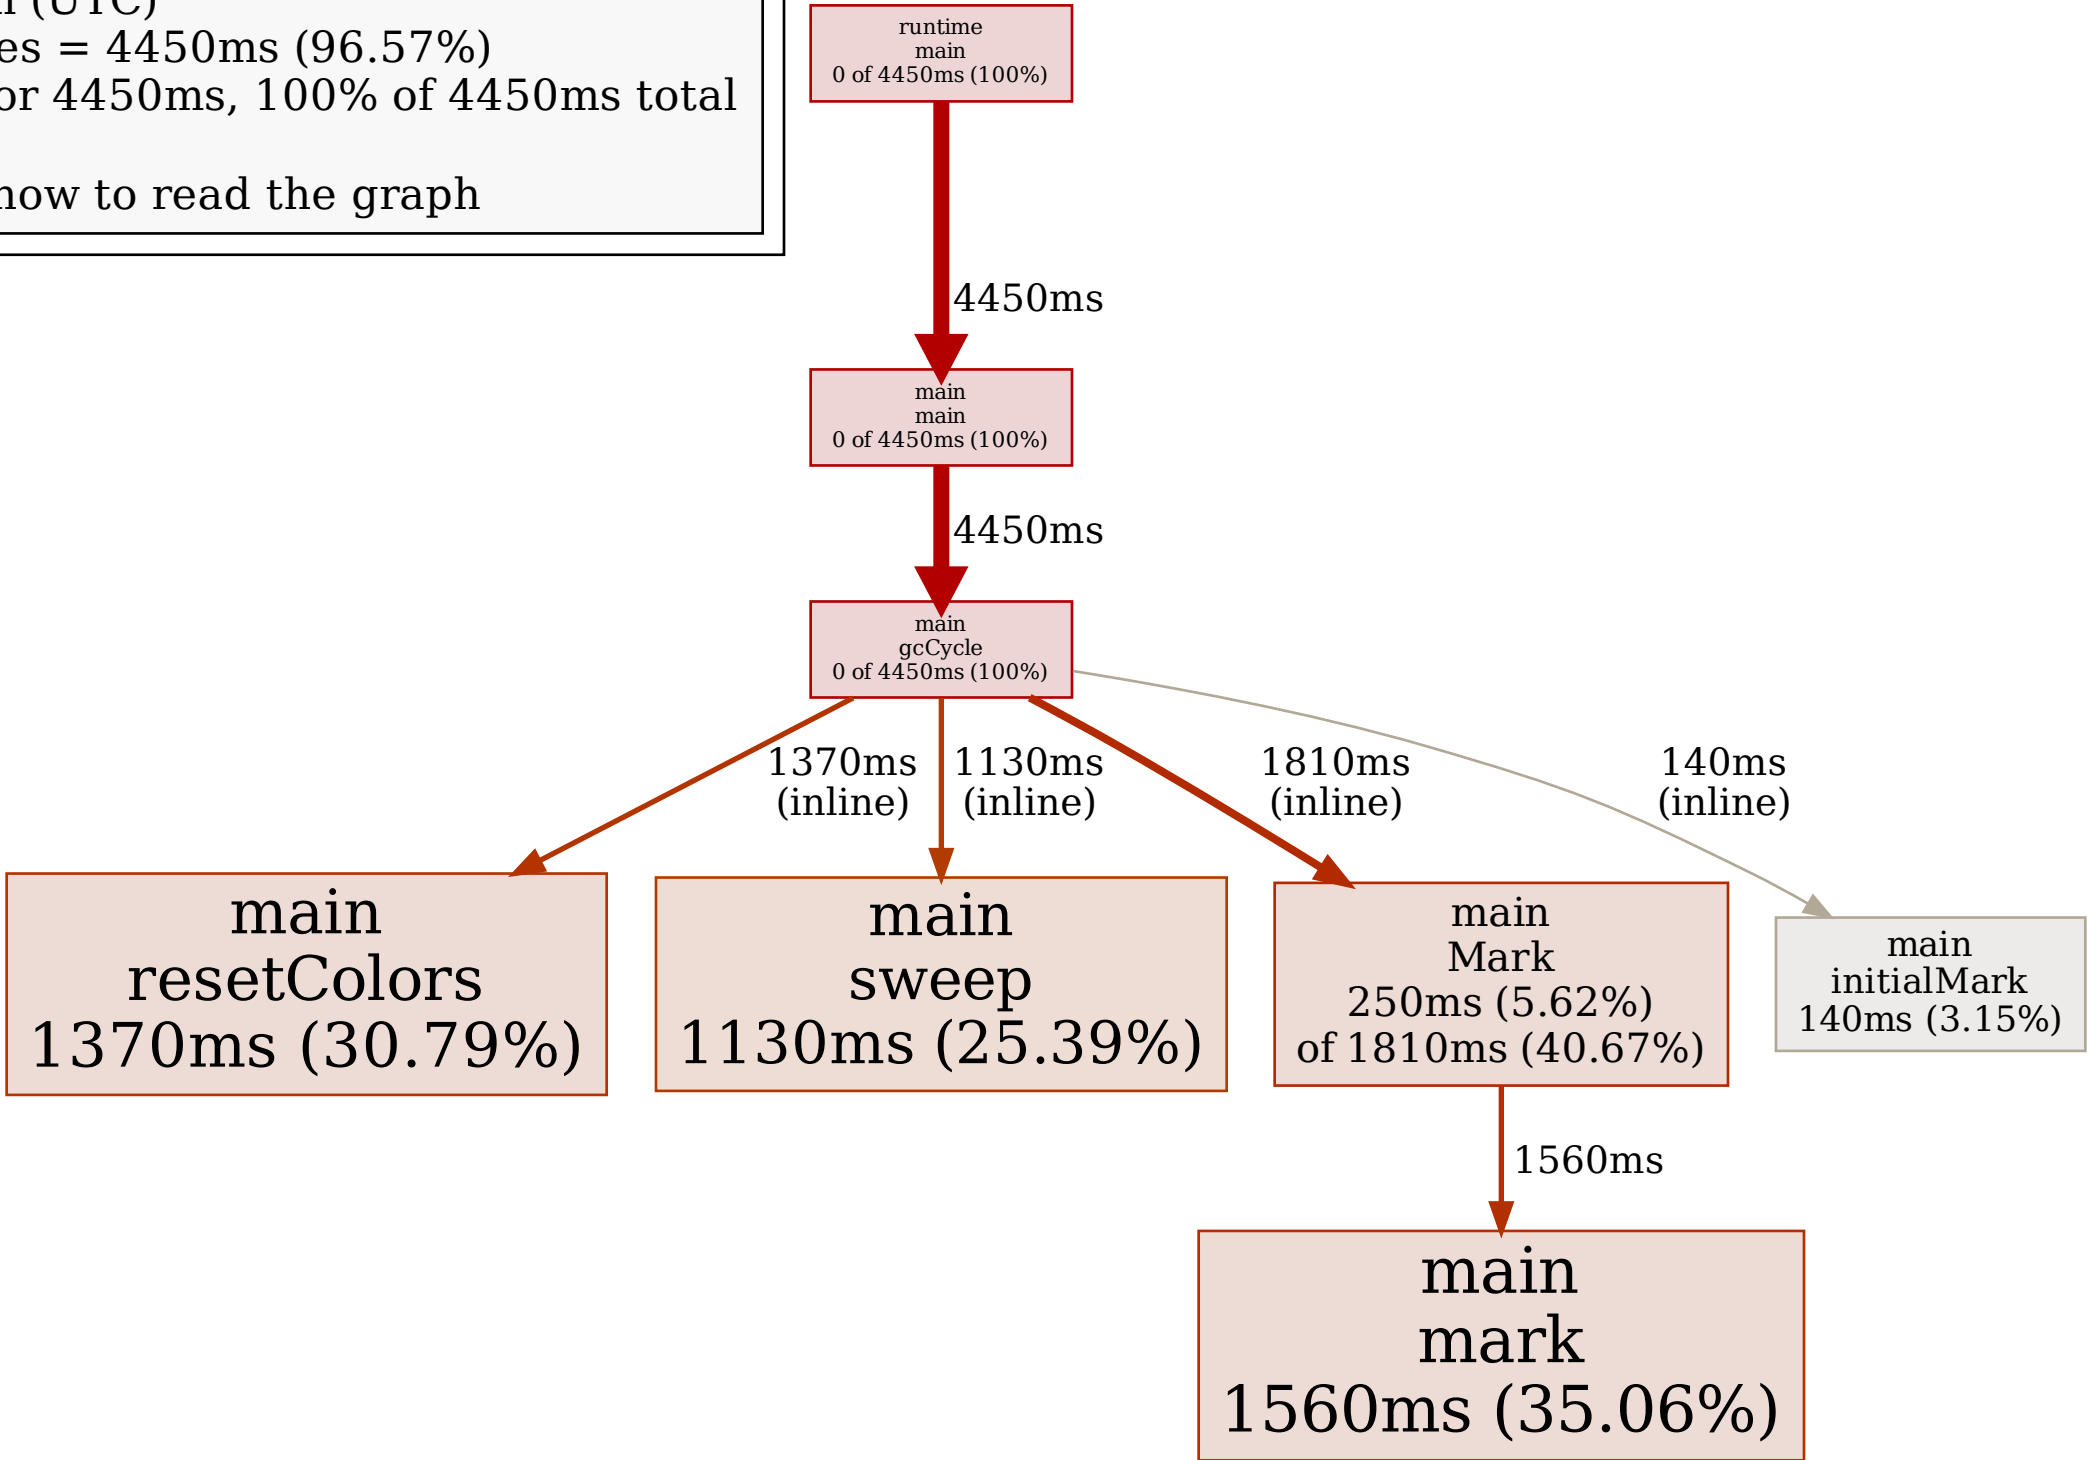 (UTC)
= 4450ms (96.57%)
4450ms, 100% of 4450ms total
to read the graph
runtime
main
0 of 4450ms (100%)
4450ms
main
main
0 of 4450ms (100%)
4450ms
main
gcCycle
0 of 4450ms (100%)
1370ms
(inline)
1130ms
(inline)
1810ms
(inline)
140ms
(inline)
main
resetColors
1370ms (30.79%)
main
sweep
1130ms (25.39%)
main
Mark
250ms (5.62%)
of 1810ms (40.67%)
main
initialMark
140ms (3.15%)
1560ms
main
mark
1560ms (35.06%)